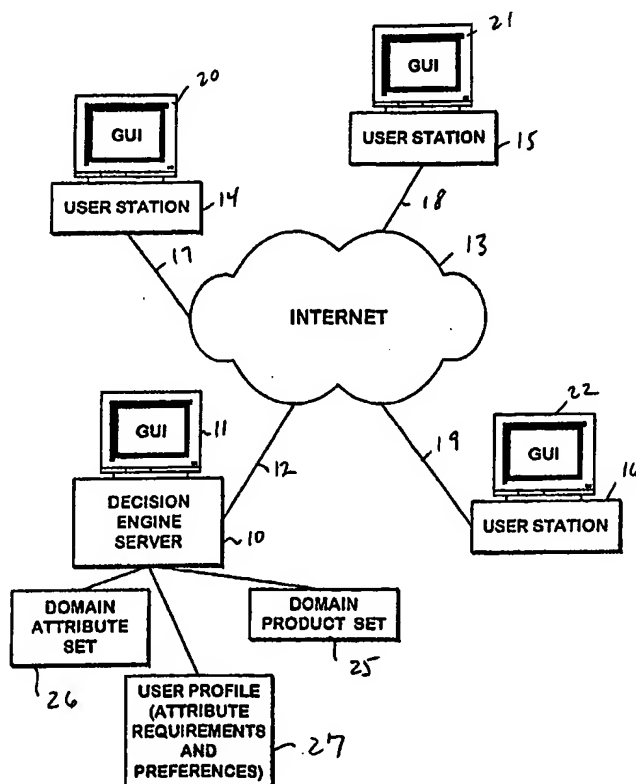 21
GUI
USER STATION
15
20
GUI
USER STATION
14
18
17
13
INTERNET
GUI
11
12
19
22
GUI
USER STATION
16
DECISION
ENGINE
SERVER
10
DOMAIN
ATTRIBUTE
SET
26
DOMAIN
PRODUCT SET
25
USER PROFILE
(ATTRIBUTE
REQUIREMENTS
AND
PREFERENCES)
27